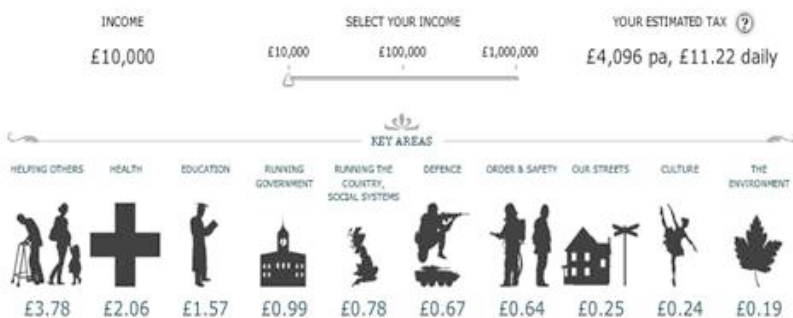 INCOME
SELECT YOUR INCOME
YOUR ESTIMATED TAX ?
£10,000
£10,000 £100,000 £1,000,000
£4,096 pa, £11.22 daily
KEY AREAS
HELPING OTHERS
HEALTH
EDUCATION
RUNNING
GOVERNMENT
RUNNING THE
COUNTRY,
SOCIAL SYSTEMS
DEFENCE
ORDER & SAFETY
OUR STREETS
CULTURE
THE
ENVIRONMENT
£3.78 £2.06 £1.57 £0.99 £0.78 £0.67 £0.64 £0.25 £0.24 £0.19